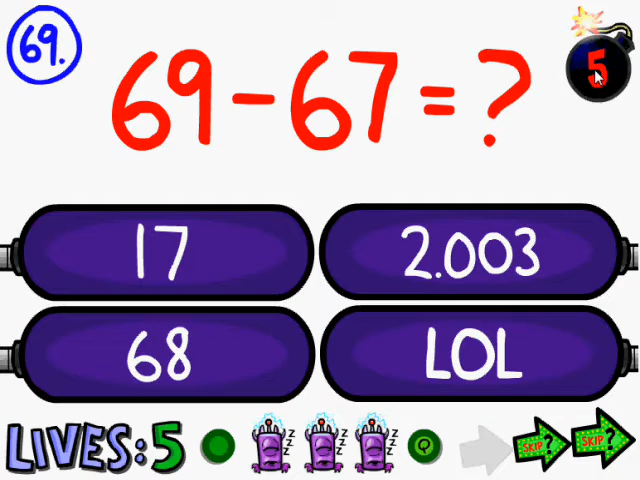 69.
5
69-67=?
17
2.003
68
LOL
LIVES:5
z z z
z z z
z z z
SKIP?
SKIP?